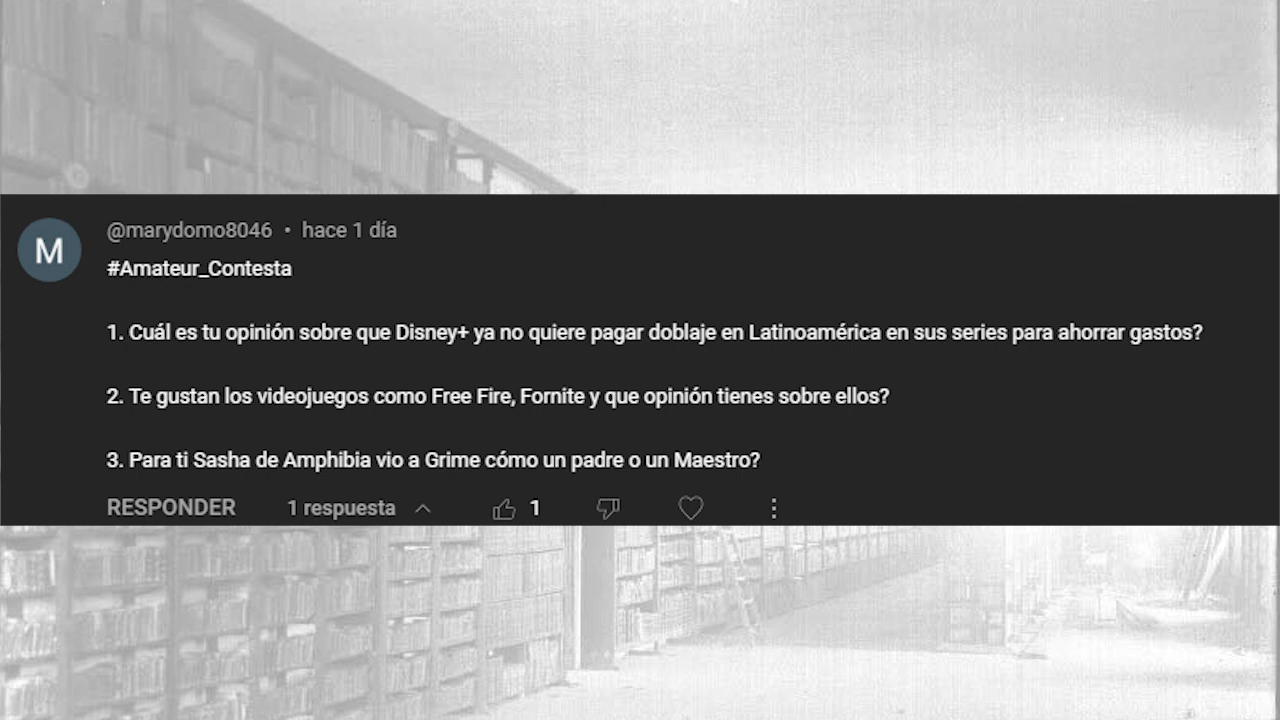 M
@marydomo8046 • hace 1 día
#Amateur_Contesta
1. Cuál es tu opinión sobre que Disney+ ya no quiere pagar doblaje en Latinoamérica en sus series para ahorrar gastos?
2. Te gustan los videojuegos como Free Fire, Fornite y que opinión tienes sobre ellos?
3. Para ti Sasha de Amphibia vio a Grime cómo un padre o un Maestro?
RESPONDER 1 respuesta 1